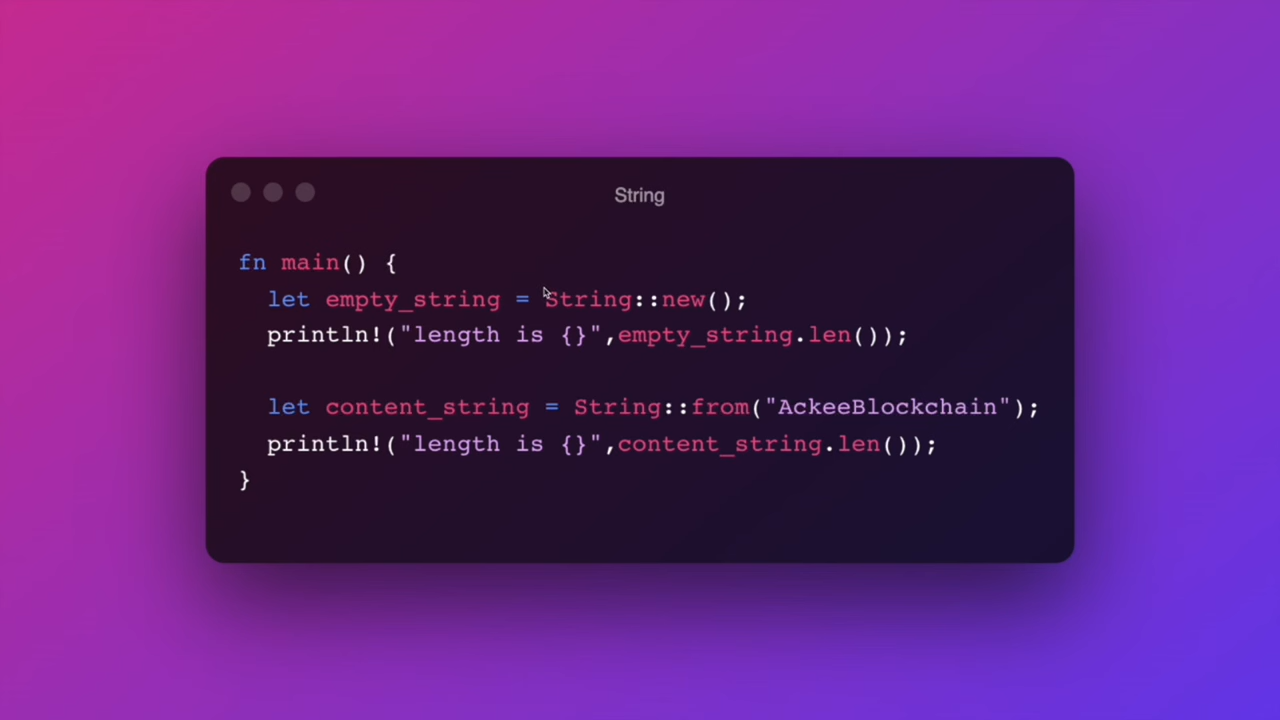 String
fn main() {
  let empty_string = String::new();
  println!("length is {}",empty_string.len());

  let content_string = String::from("AckeeBlockchain");
  println!("length is {}",content_string.len());
}